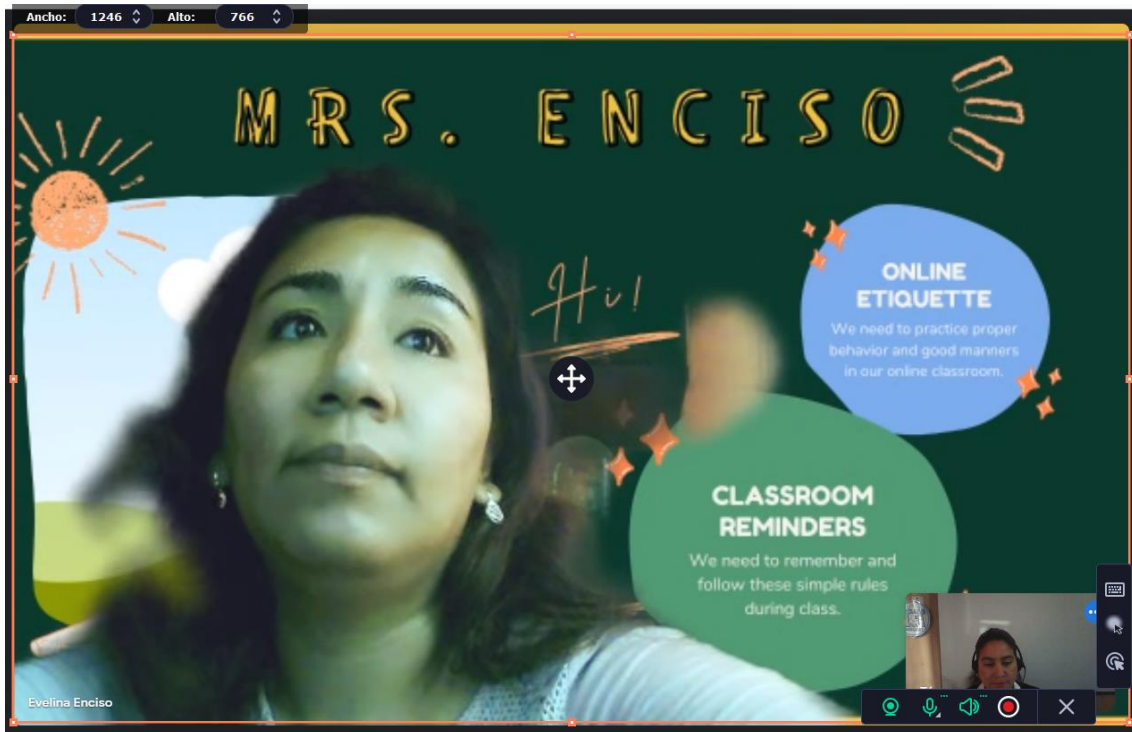 Ancho: 1246 Alto: 766
MRS. ENCISO
Hi!
ONLINE
ETIQUETTE
We need to practice proper
behavior and good manners
in our online classroom.
CLASSROOM
REMINDERS
We need to remember and
follow these simple rules
during class.
Evelina Enciso